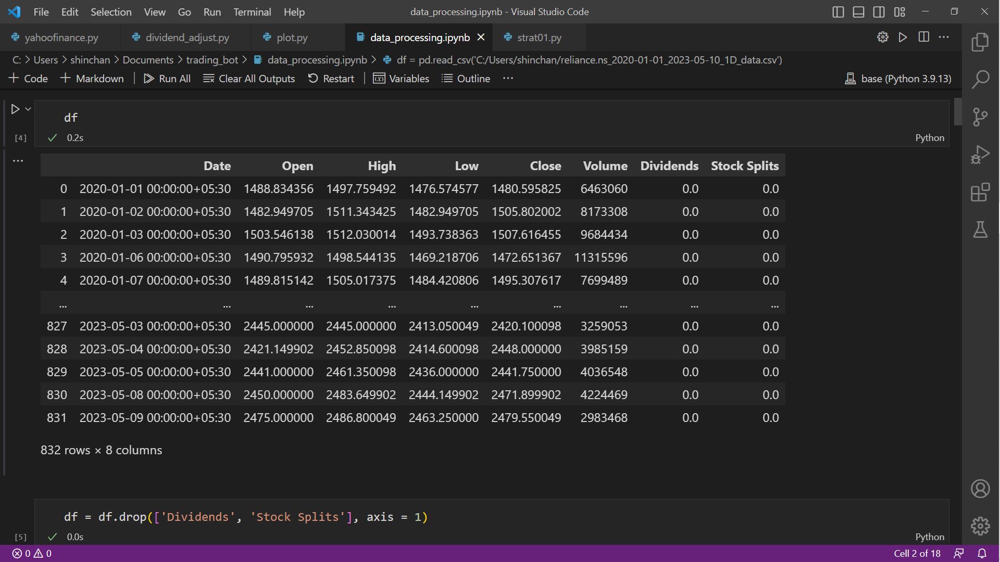 File Edit Selection View Go Run Terminal Help data_processing.ipynb - Visual Studio Code
yahoofinance.py dividend_adjust.py plot.py data_processing.ipynb strat01.py
C: > Users > shinchan > Documents > trading_bot > data_processing.ipynb > df = pd.read_csv('C:/Users/shinchan/reliance.ns_2020-01-01_2023-05-10_1D_data.csv')
+ Code + Markdown | Run All Clear All Outputs Restart | Variables Outline ... base (Python 3.9.13)
df
[4] 0.2s Python
...
Date Open High Low Close Volume Dividends Stock Splits
0 2020-01-01 00:00:00+05:30 1488.834356 1497.759492 1476.574577 1480.595825 6463060 0.0 0.0
1 2020-01-02 00:00:00+05:30 1482.949705 1511.343425 1482.949705 1505.802002 8173308 0.0 0.0
2 2020-01-03 00:00:00+05:30 1503.546138 1512.030014 1493.738363 1507.616455 9684434 0.0 0.0
3 2020-01-06 00:00:00+05:30 1490.795932 1498.544135 1469.218706 1472.651367 11315596 0.0 0.0
4 2020-01-07 00:00:00+05:30 1489.815142 1505.017375 1484.420806 1495.307617 7699489 0.0 0.0
... ... ... ... ... ... ... ... ...
827 2023-05-03 00:00:00+05:30 2445.000000 2445.000000 2413.050049 2420.100098 3259053 0.0 0.0
828 2023-05-04 00:00:00+05:30 2421.149902 2452.850098 2414.600098 2448.000000 3985159 0.0 0.0
829 2023-05-05 00:00:00+05:30 2441.000000 2461.350098 2436.000000 2441.750000 4036548 0.0 0.0
830 2023-05-08 00:00:00+05:30 2450.000000 2483.649902 2444.149902 2471.899902 4224469 0.0 0.0
831 2023-05-09 00:00:00+05:30 2475.000000 2486.800049 2463.250000 2479.550049 2983468 0.0 0.0
832 rows × 8 columns
df = df.drop(['Dividends', 'Stock Splits'], axis = 1)
[5] 0.0s Python
0 0 Cell 2 of 18